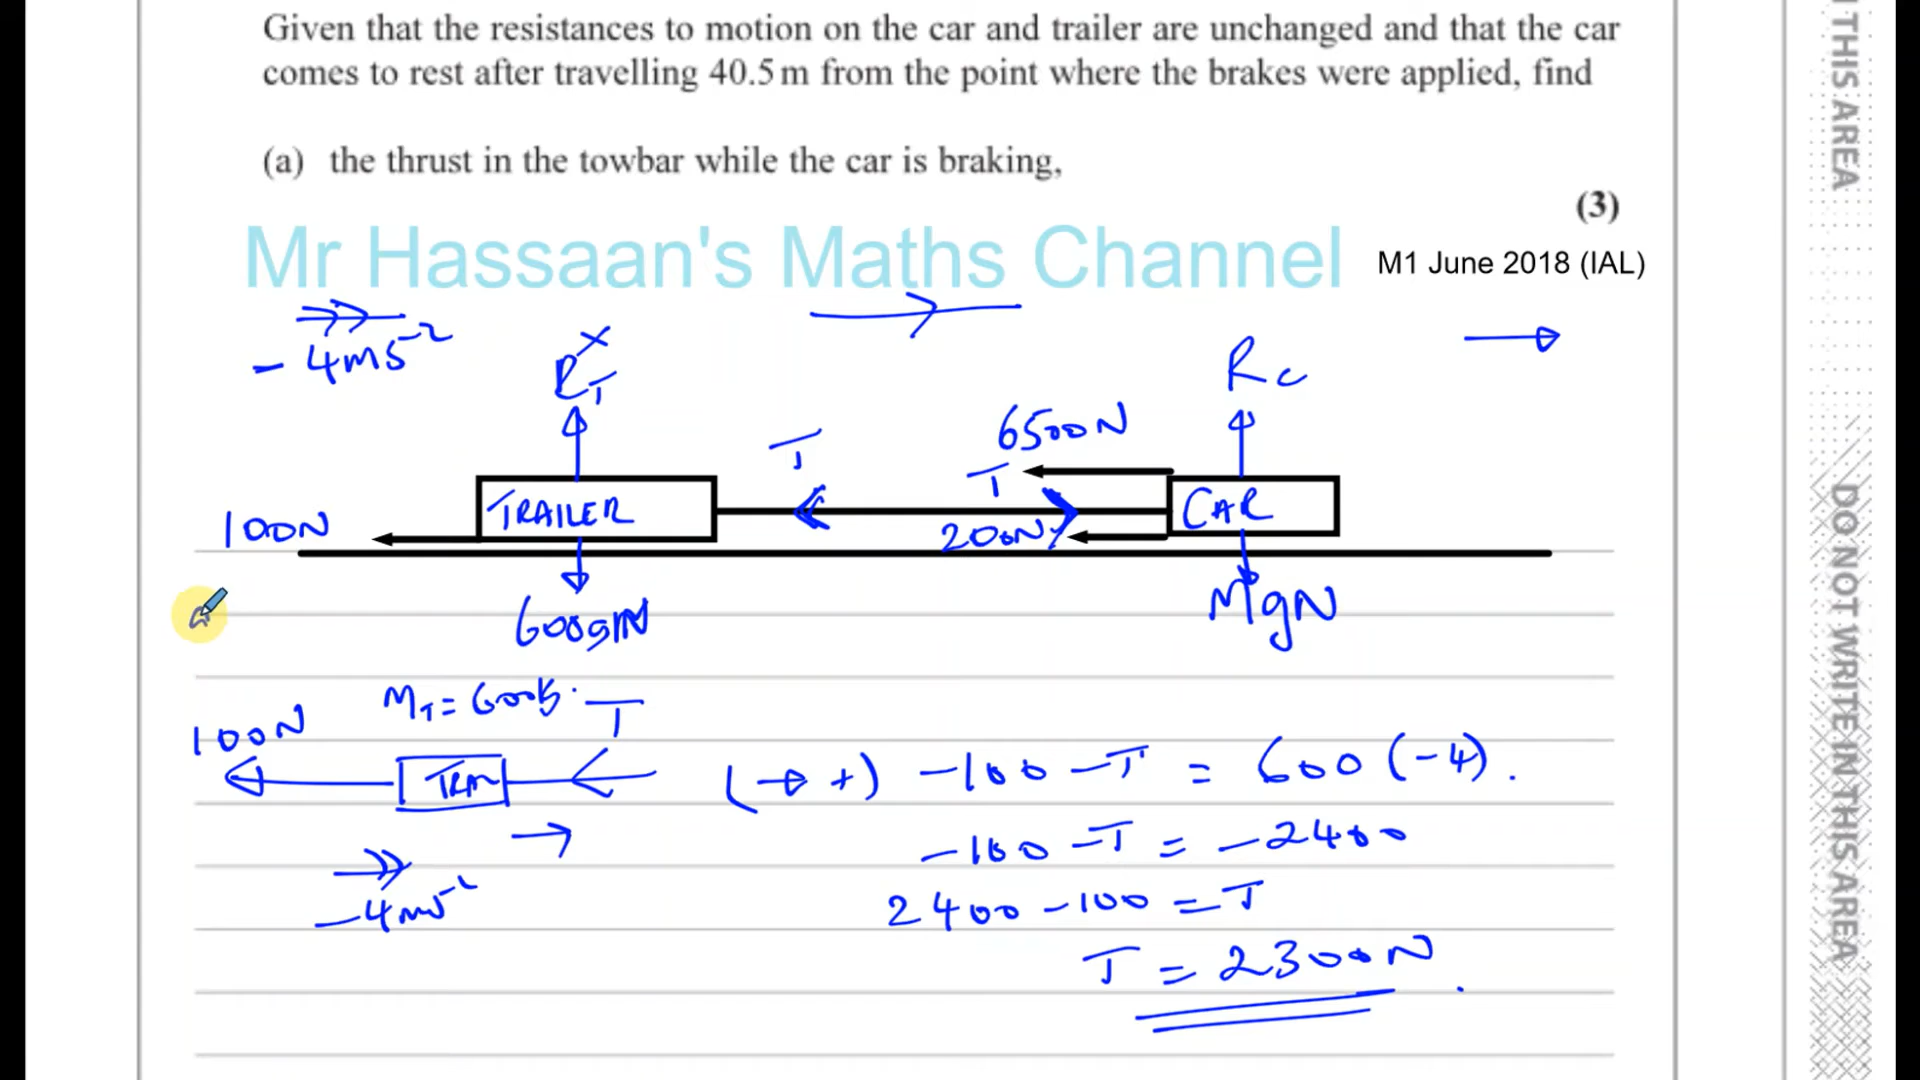 Given that the resistances to motion on the car and trailer are unchanged and that the car
comes to rest after travelling 40.5 m from the point where the brakes were applied, find
(a) the thrust in the towbar while the car is braking,
(3)
Mr Hassaan's Maths Channel
M1 June 2018 (IAL)
-4ms⁻²
R_T
R_C
6500N
T
T
TRAILER
CAR
100N
200N
600gN
MgN
M_T = 600kg.
T
100N
TRA
(→ +) -100 - T = 600(-4).
-100 - T = -2400
-4ms⁻²
2400 - 100 = T
T = 2300N.
N THIS AREA
DO NOT WRITE IN THIS AREA